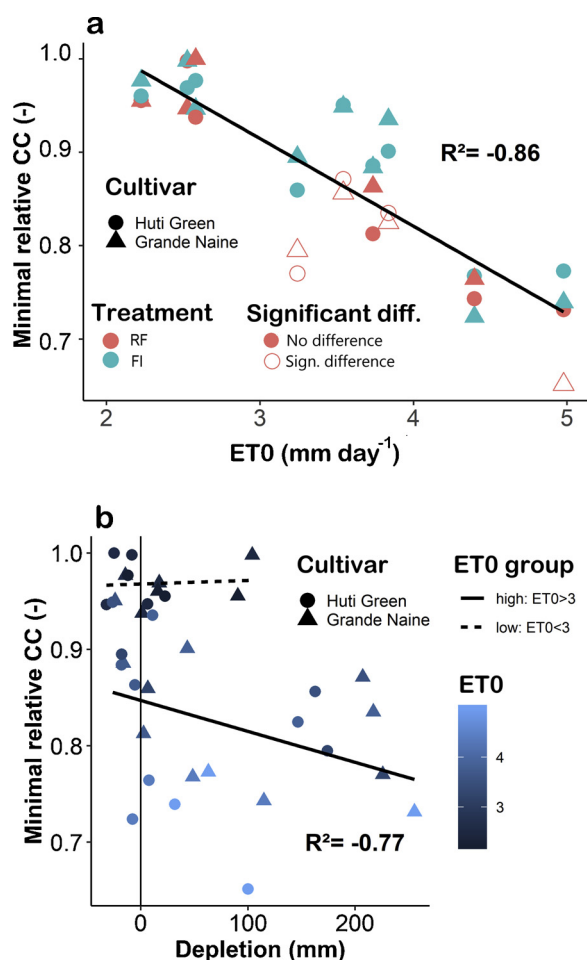 a
1.0
0.9
0.8
0.7
Minimal relative CC (-)
R²= -0.86
Cultivar
Huti Green
Grande Naine
Treatment
RF
FI
Significant diff.
No difference
Sign. difference
2
3
4
5
ET0 (mm day⁻¹)
b
1.0
0.9
0.8
0.7
Minimal relative CC (-)
Cultivar
Huti Green
Grande Naine
ET0 group
high: ET0>3
low: ET0<3
ET0
4
3
R²= -0.77
0
100
200
Depletion (mm)